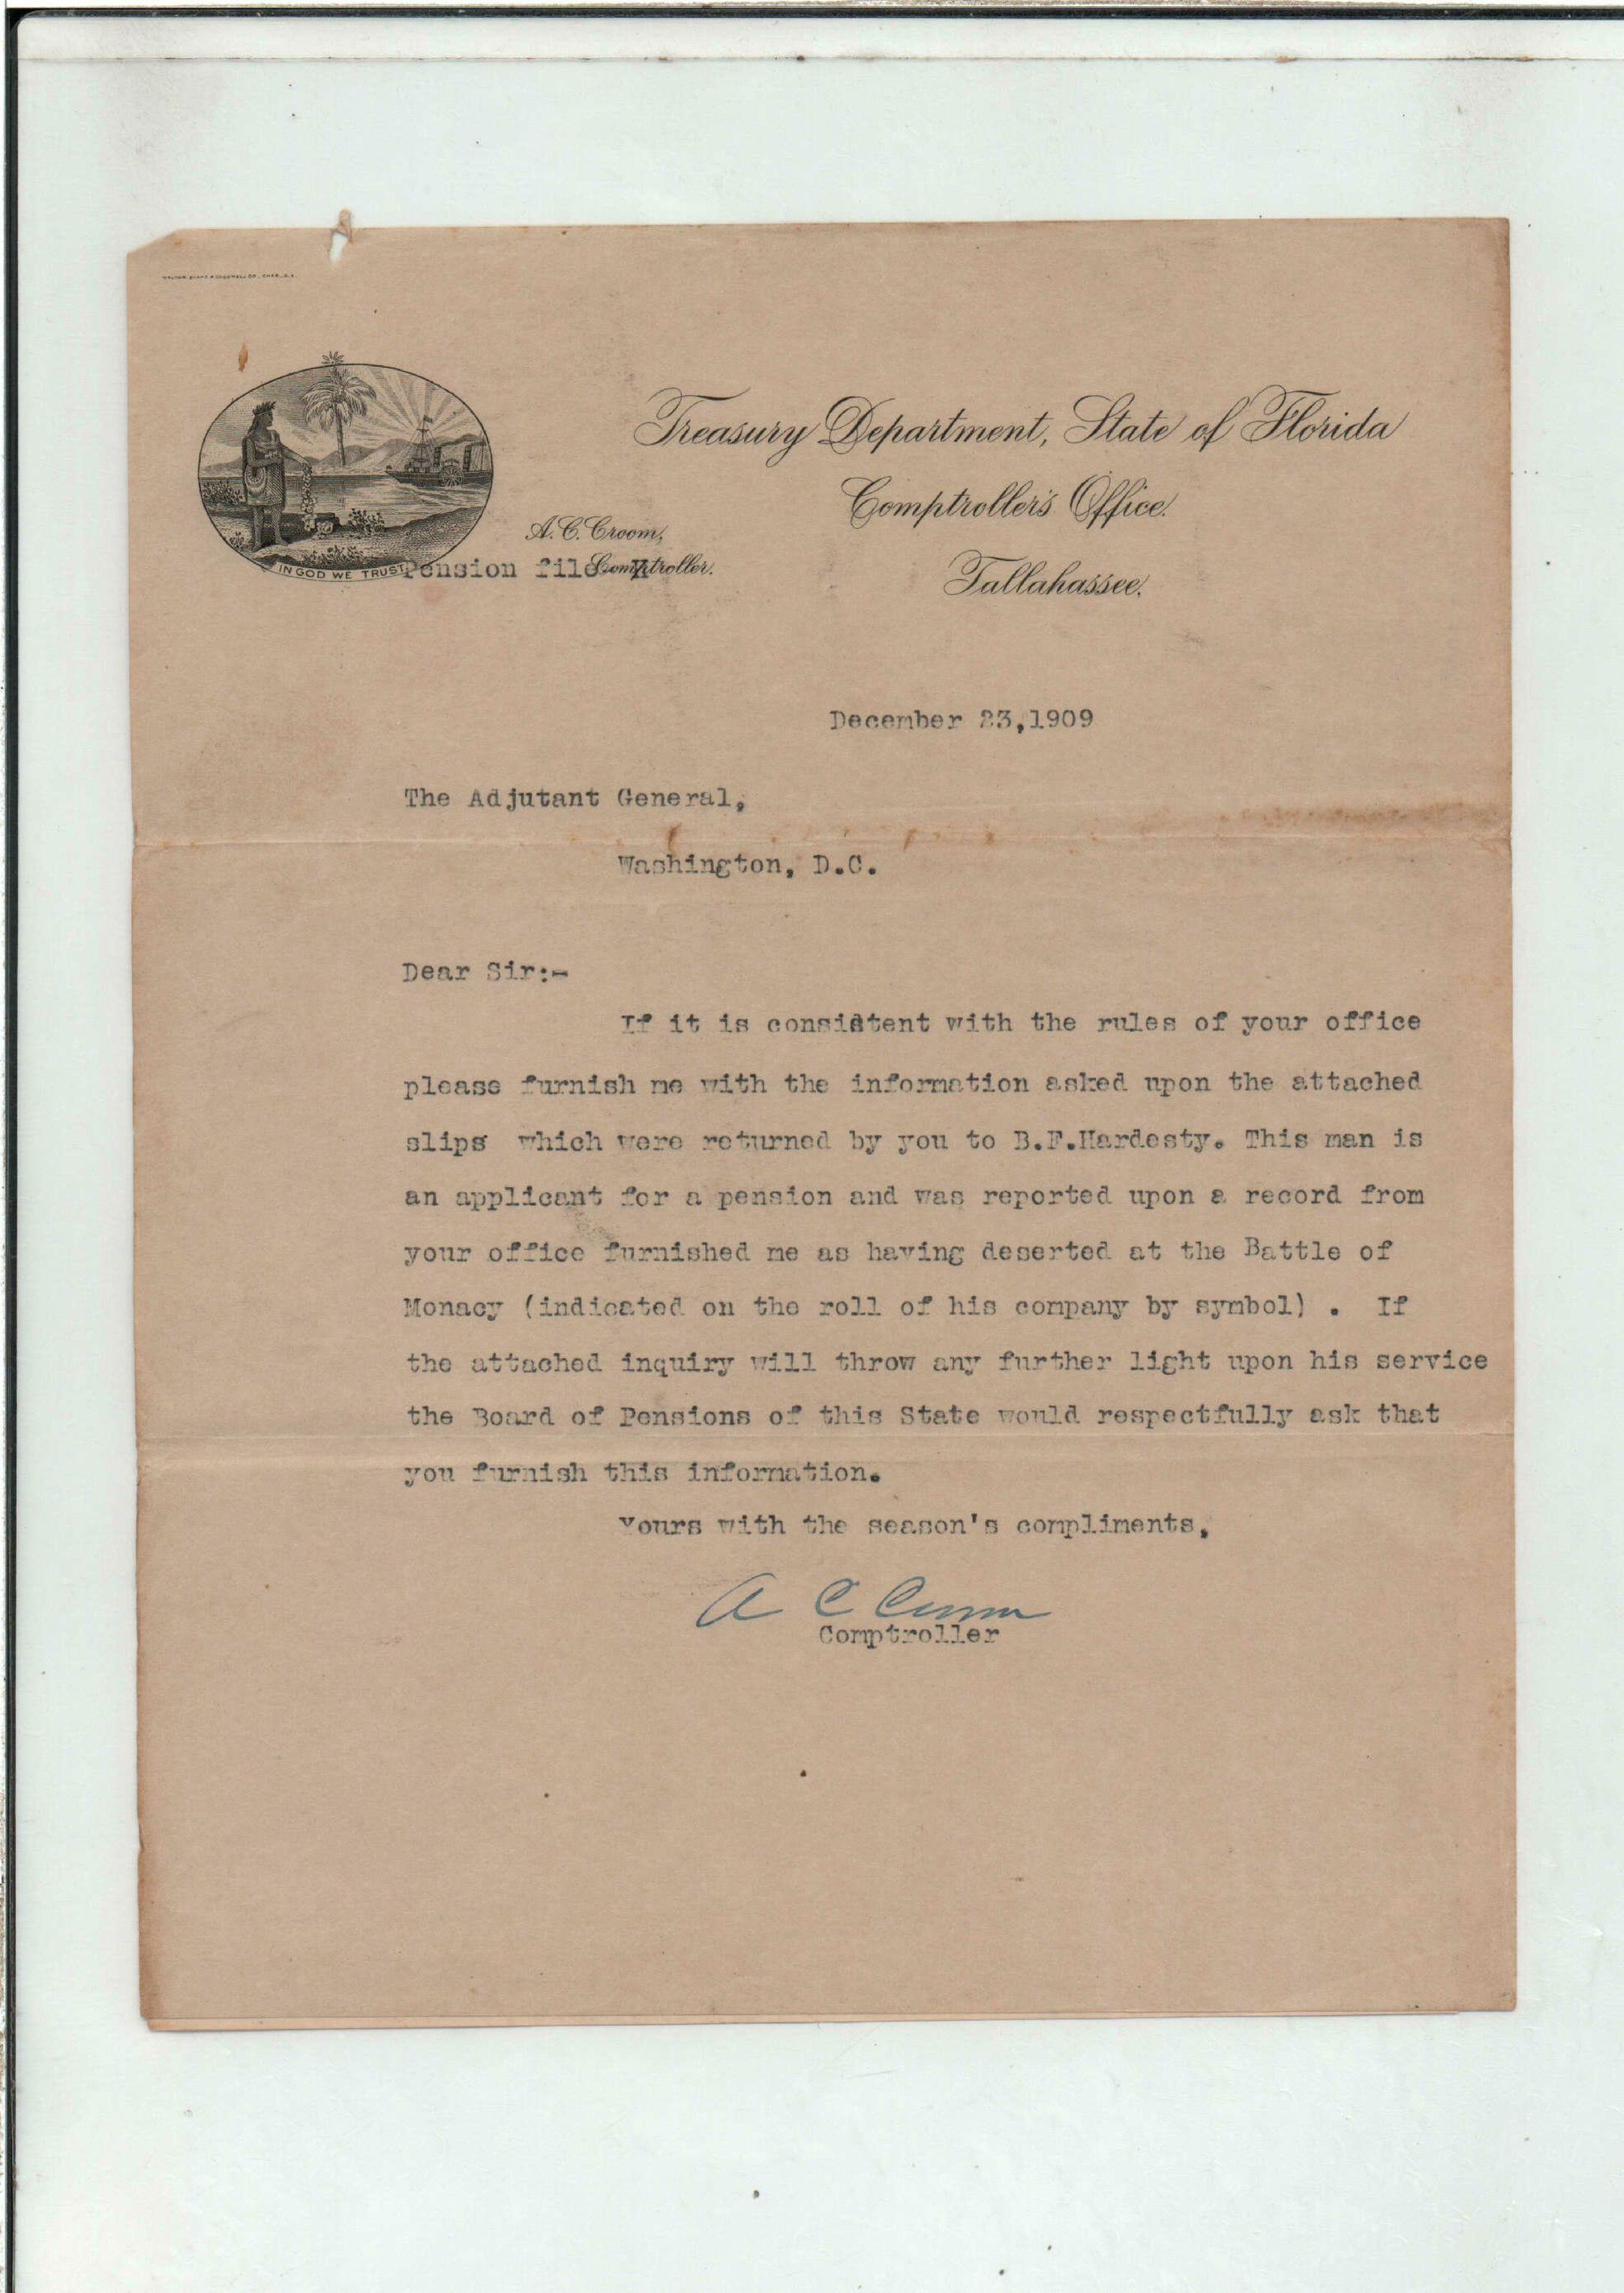 WALKER, EVANS & COGSWELL CO., CHAS., S.C.
Treasury Department, State of Florida
Comptroller's Office.
A. C. Croom,
Comptroller.
IN GOD WE TRUST
Pension file X
Tallahassee.
December 23,1909
The Adjutant General,
Washington, D.C.
Dear Sir:-
If it is consistent with the rules of your office
please furnish me with the information asked upon the attached
slips which were returned by you to B.F.Hardesty. This man is
an applicant for a pension and was reported upon a record from
your office furnished me as having deserted at the Battle of
Monacy (indicated on the roll of his company by symbol) . If
the attached inquiry will throw any further light upon his service
the Board of Pensions of this State would respectfully ask that
you furnish this information.
Yours with the season's compliments,
A C Croom
Comptroller